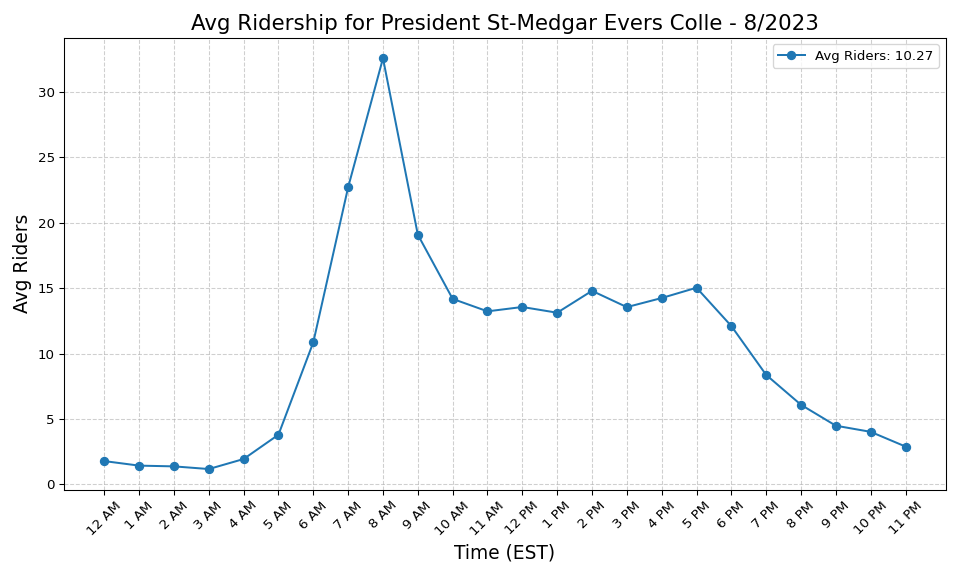 Avg Ridership for President St-Medgar Evers Colle - 8/2023
Avg Riders: 10.27
Avg Riders
30
25
20
15
10
5
0
12 AM
1 AM
2 AM
3 AM
4 AM
5 AM
6 AM
7 AM
8 AM
9 AM
10 AM
11 AM
12 PM
1 PM
2 PM
3 PM
4 PM
5 PM
6 PM
7 PM
8 PM
9 PM
10 PM
11 PM
Time (EST)